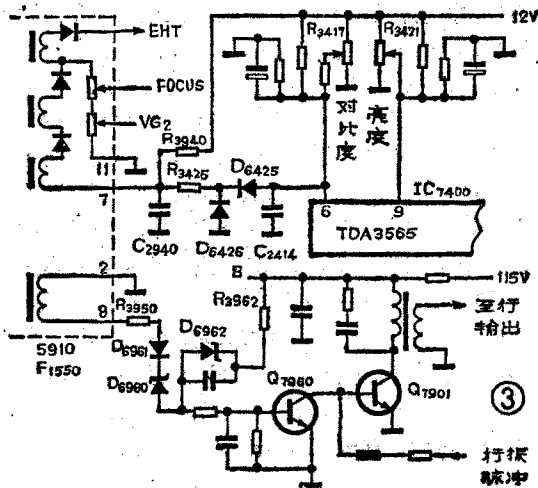 12V
EHT
R3417
R3421
FOCUS
VG2
对比度
亮度
R3940
11
R3425
D6425
IC7400
7
6
9
TDA3565
C2940
D6426
C2414
2
B
115V
R3950
9
R3962
至行
输出
D6962
5910
F1550
D6961
D6960
Q7960
Q7901
③
行振
脉冲